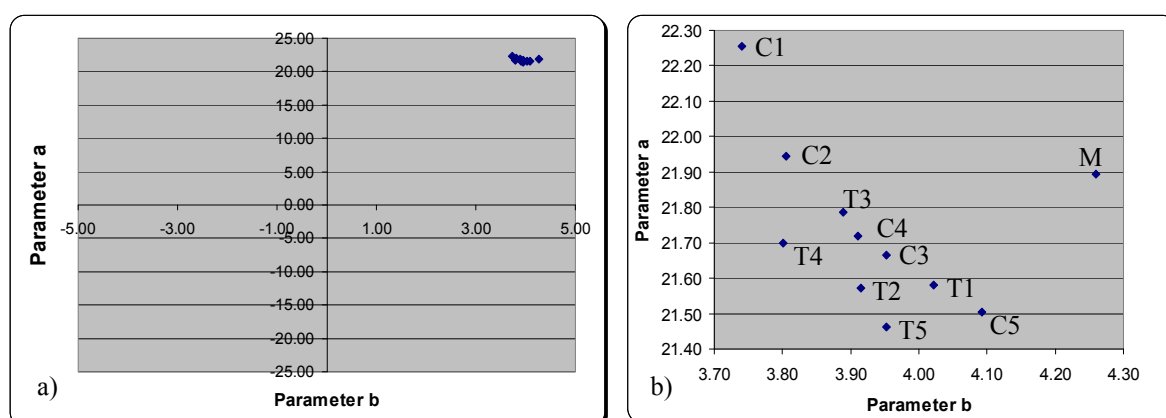 25.00
20.00
15.00
10.00
5.00
0.00
-5.00 -3.00 -1.00 1.00 3.00 5.00
-5.00
-10.00
-15.00
-20.00
-25.00
Parameter a
Parameter b
a)
22.30
22.20
22.10
22.00
21.90
21.80
21.70
21.60
21.50
21.40
3.70 3.80 3.90 4.00 4.10 4.20 4.30
Parameter a
Parameter b
C1
C2
M
T3
C4
T4
C3
T2
T1
T5
C5
b)